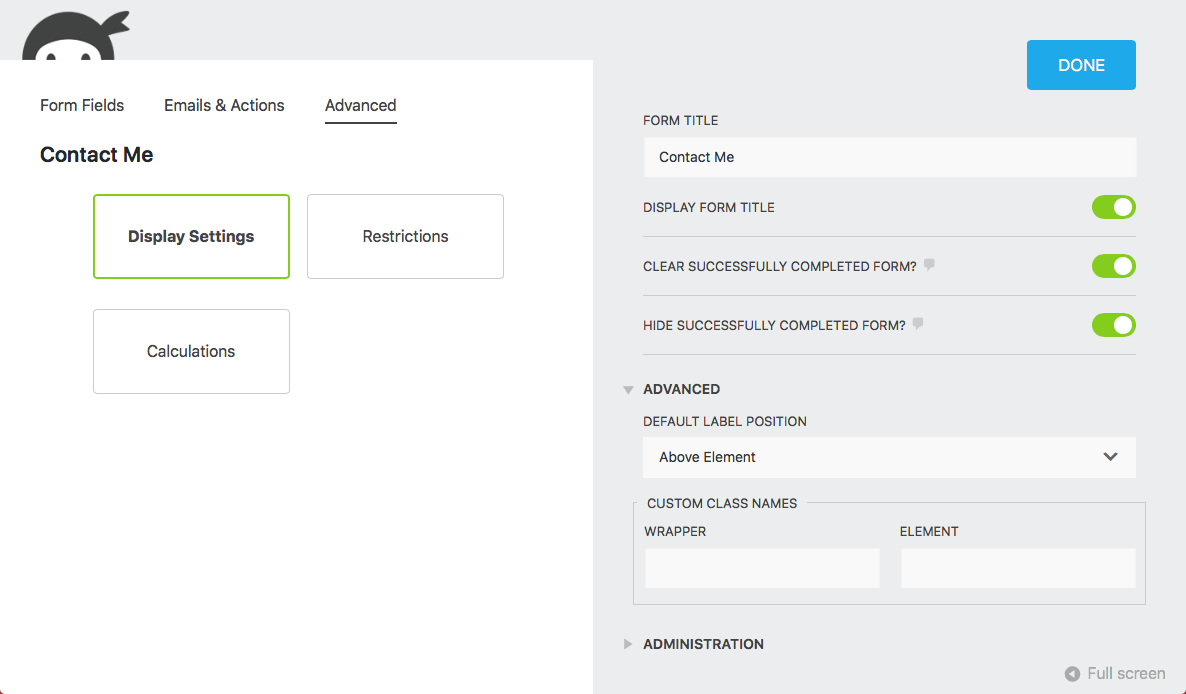 Form Fields Emails & Actions Advanced
Contact Me
Display Settings Restrictions
Calculations
DONE
FORM TITLE
Contact Me
DISPLAY FORM TITLE
CLEAR SUCCESSFULLY COMPLETED FORM?
HIDE SUCCESSFULLY COMPLETED FORM?
ADVANCED
DEFAULT LABEL POSITION
Above Element
CUSTOM CLASS NAMES
WRAPPER ELEMENT
ADMINISTRATION
Full screen